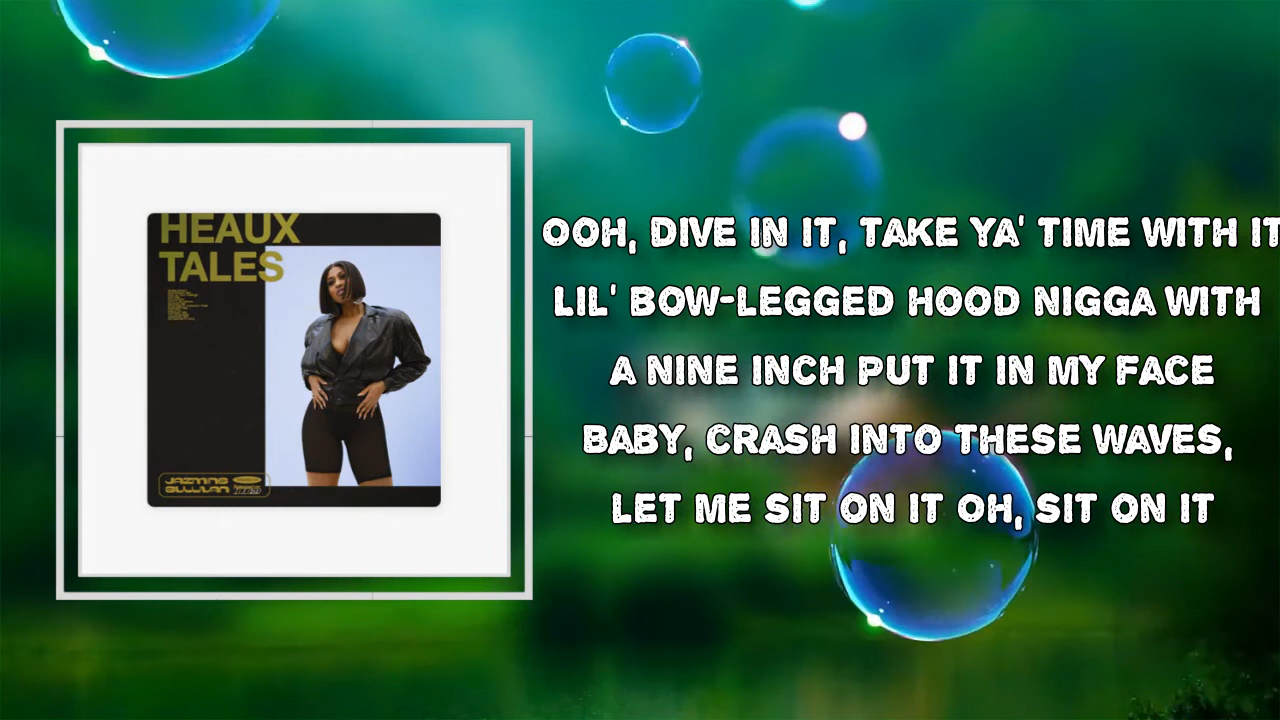 HEAUX
TALES
JAZMINE
SULLIVAN
OOH, DIVE IN IT, TAKE YA' TIME WITH IT
LIL' BOW-LEGGED HOOD NIGGA WITH
A NINE INCH PUT IT IN MY FACE
BABY, CRASH INTO THESE WAVES,
LET ME SIT ON IT OH, SIT ON IT